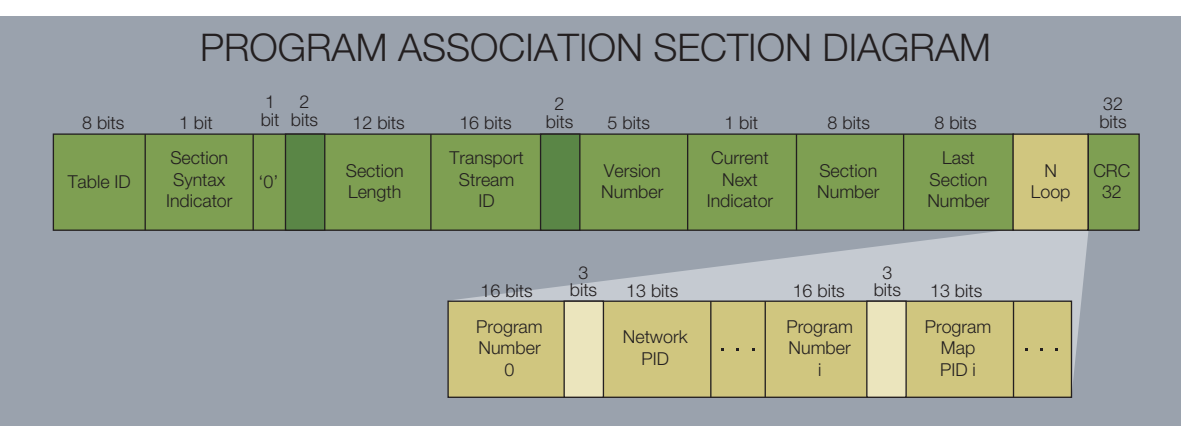 PROGRAM ASSOCIATION SECTION DIAGRAM
8 bits
1 bit
1
bit
2
bits
12 bits
16 bits
2
bits
5 bits
1 bit
8 bits
8 bits
32
bits
Table ID
Section
Syntax
Indicator
‘0’
Section
Length
Transport
Stream
ID
Version
Number
Current
Next
Indicator
Section
Number
Last
Section
Number
N
Loop
CRC
32
16 bits
3
bits
13 bits
16 bits
3
bits
13 bits
Program
Number
0
Network
PID
. . .
Program
Number
i
Program
Map
PID i
. . .